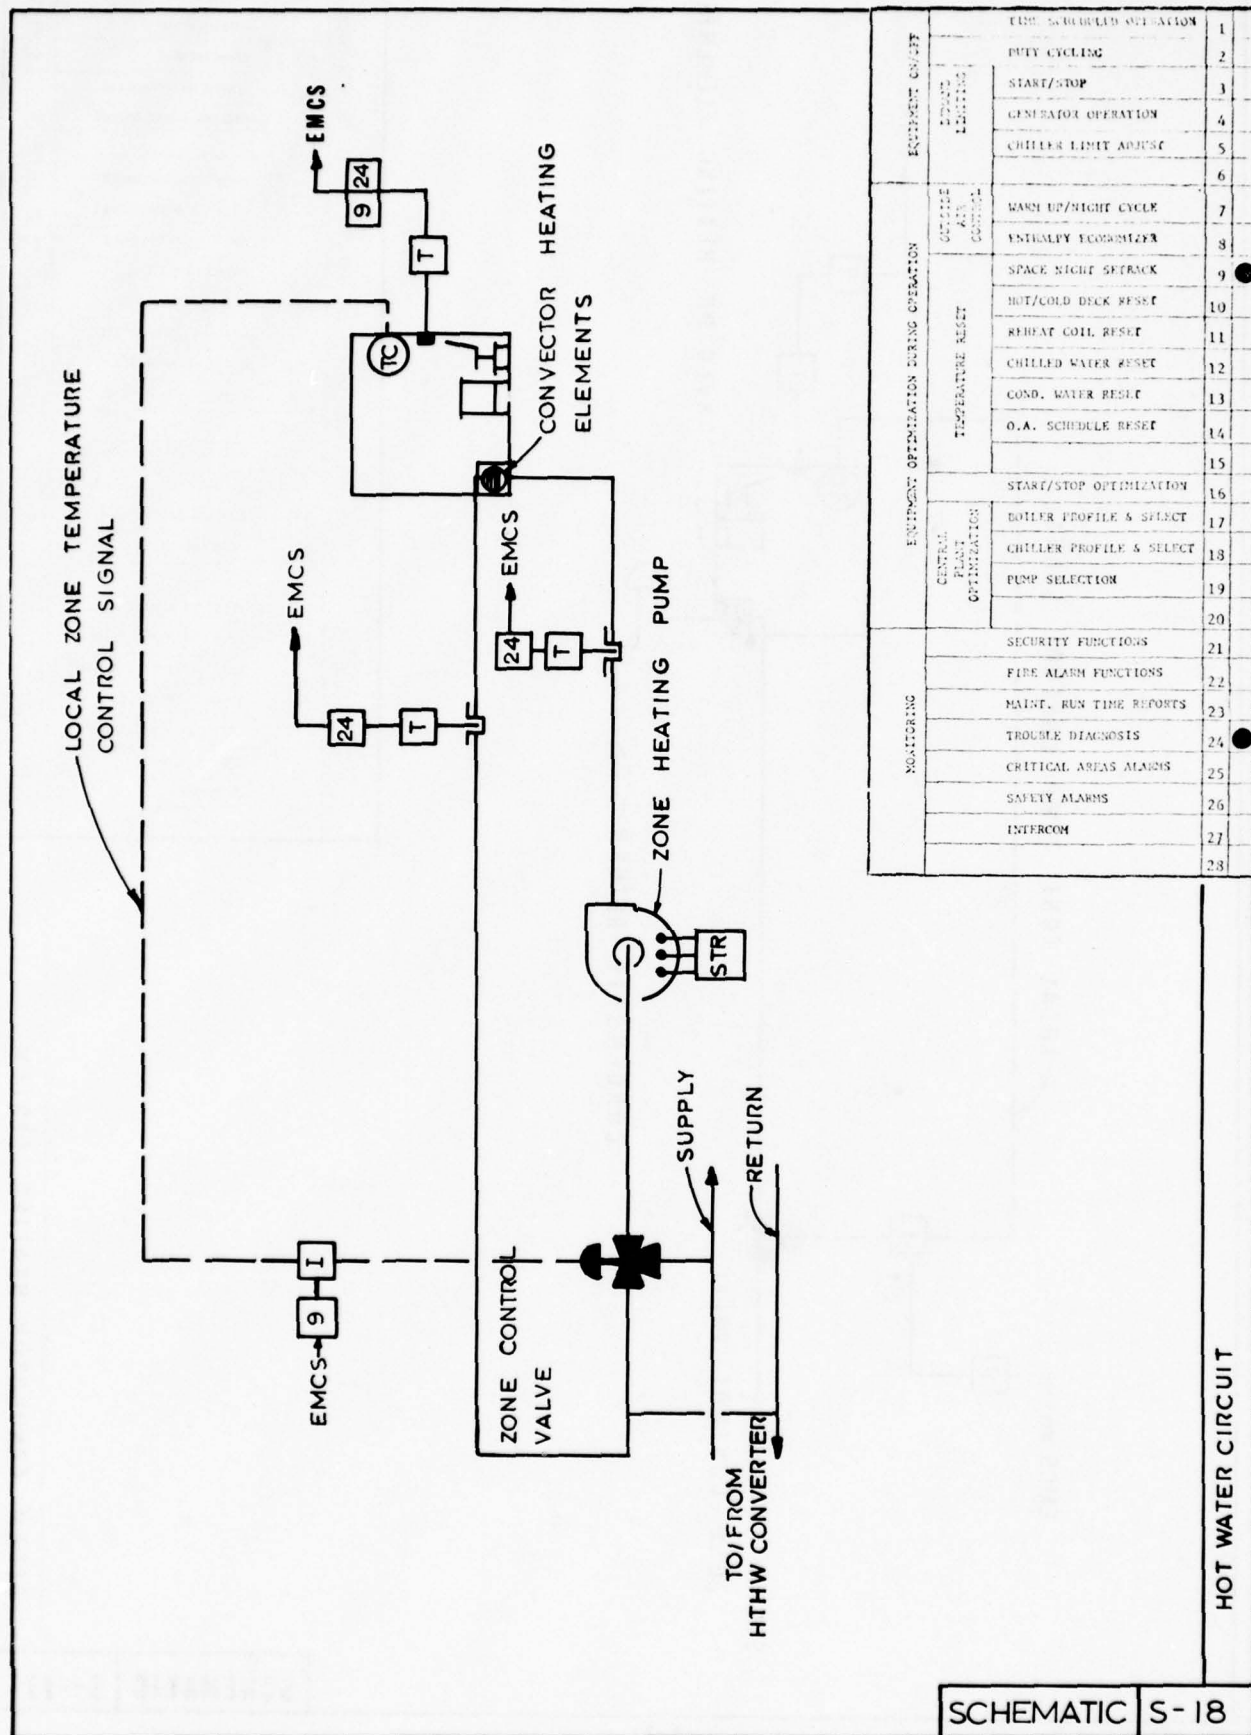 LOCAL ZONE TEMPERATURE
CONTROL SIGNAL
EMCS
9 24
T
TC
CONVECTOR HEATING
ELEMENTS
EMCS
24
T
EMCS
24
T
ZONE HEATING PUMP
STR
EMCS
9
I
ZONE CONTROL
VALVE
SUPPLY
RETURN
TO/FROM
HTHW CONVERTER
EQUIPMENT ON/OFF
TIME SCHEDULED OPERATION 1
DUTY CYCLING 2
DEMAND
LIMITING
START/STOP 3
GENERATOR OPERATION 4
CHILLER LIMIT ADJUST 5
6
EQUIPMENT OPTIMIZATION DURING OPERATION
OUTSIDE
AIR
CONTROL
WARM UP/NIGHT CYCLE 7
ENTHALPY ECONOMIZER 8
TEMPERATURE RESET
SPACE NIGHT SETBACK 9
HOT/COLD DECK RESET 10
REHEAT COIL RESET 11
CHILLED WATER RESET 12
COND. WATER RESET 13
O.A. SCHEDULE RESET 14
15
START/STOP OPTIMIZATION 16
CENTRAL
PLANT
OPTIMIZATION
BOILER PROFILE & SELECT 17
CHILLER PROFILE & SELECT 18
PUMP SELECTION 19
20
MONITORING
SECURITY FUNCTIONS 21
FIRE ALARM FUNCTIONS 22
MAINT. RUN TIME REPORTS 23
TROUBLE DIAGNOSIS 24
CRITICAL AREAS ALARMS 25
SAFETY ALARMS 26
INTERCOM 27
28
HOT WATER CIRCUIT
SCHEMATIC S-18